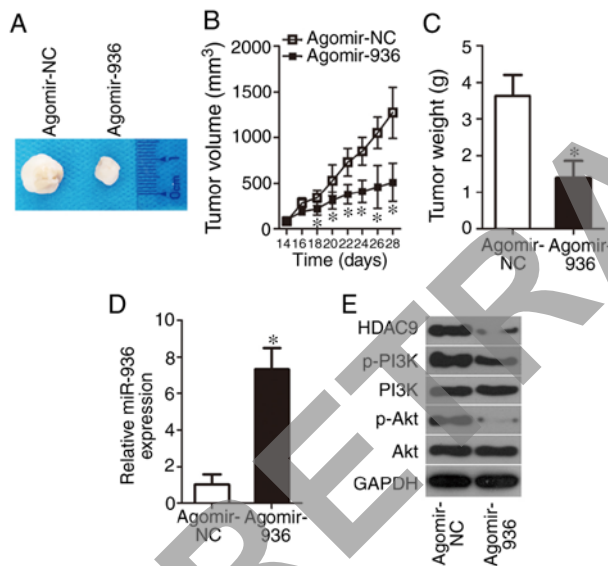 A
Agomir-NC
Agomir-936
1
0cm
B
Tumor volume (mm³)
2000
1500
1000
500
0
Agomir-NC
Agomir-936
* * * * * *
14 16 18 20 22 24 26 28
Time (days)
C
Tumor weight (g)
6
4
2
0
*
Agomir-
NC
Agomir-
936
D
Relative miR-936
expression
10
8
6
4
2
0
*
Agomir-
NC
Agomir-
936
E
HDAC9
p-PI3K
PI3K
p-Akt
Akt
GAPDH
Agomir-
NC
Agomir-
936
RETRA